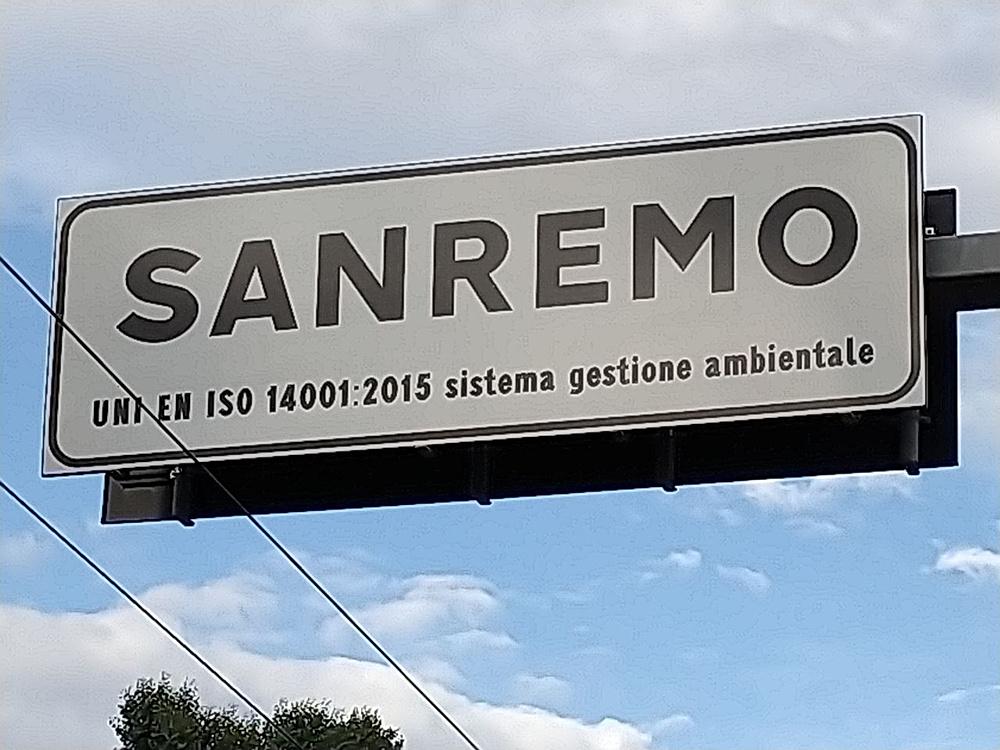 SANREMO
UNI EN ISO 14001:2015 sistema gestione ambientale